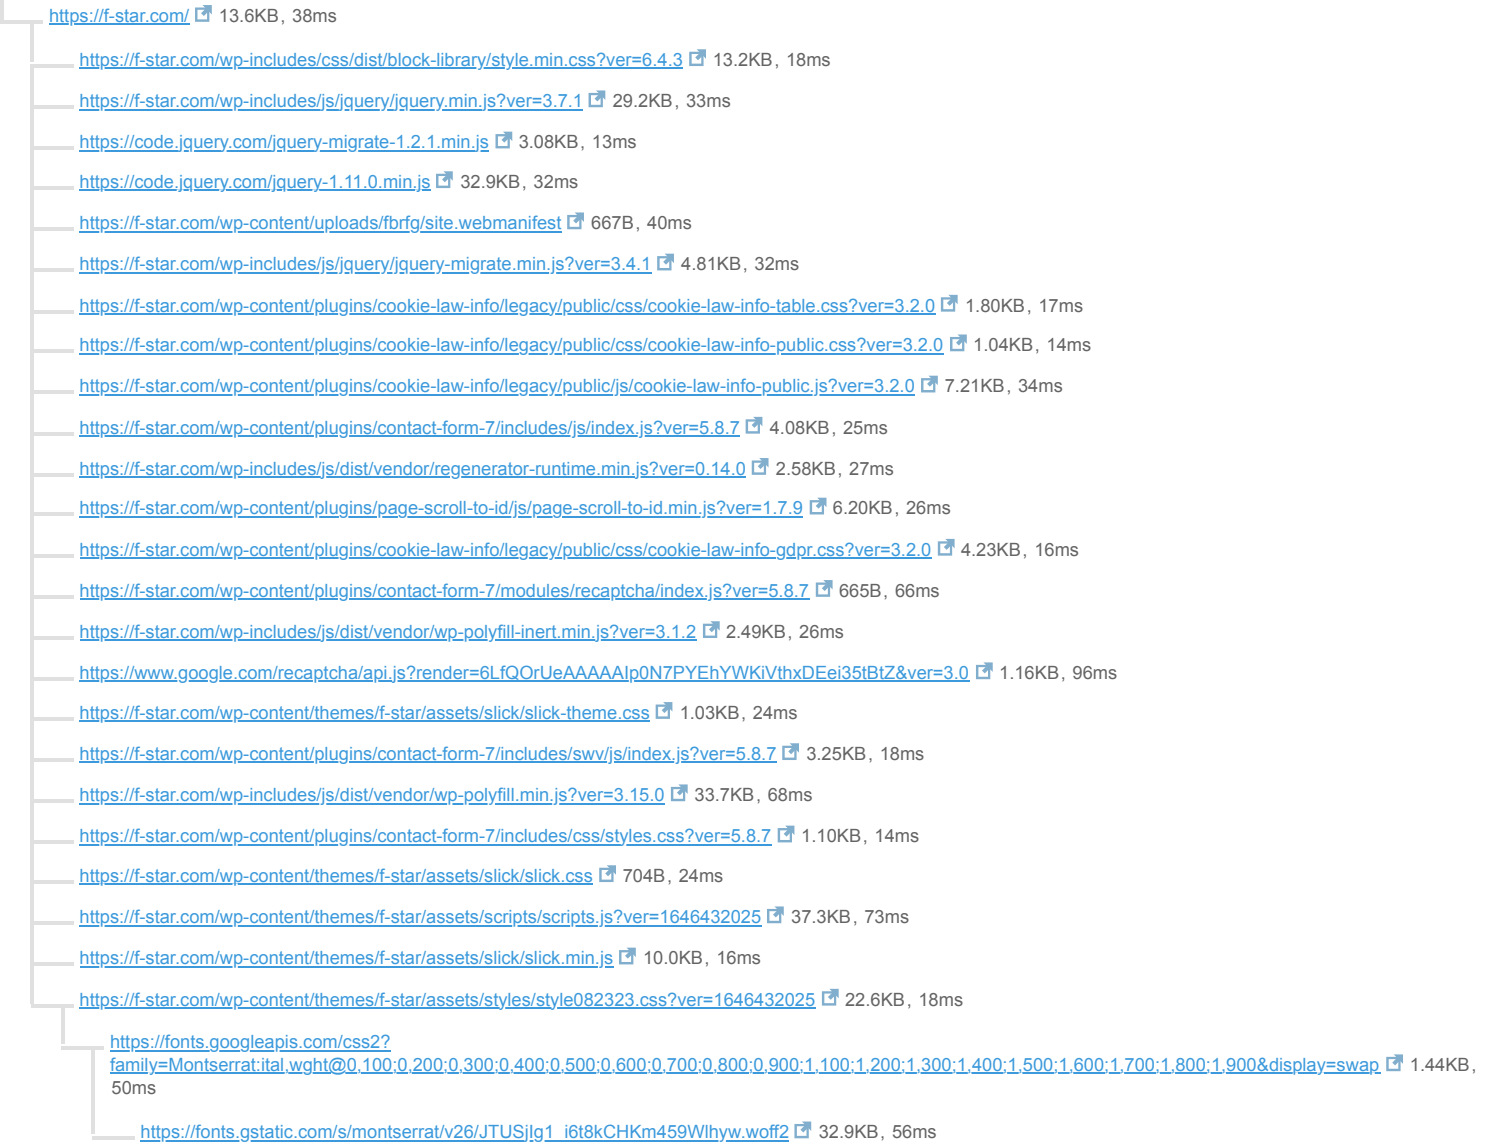 https://f-star.com/ 13.6KB, 38ms
https://f-star.com/wp-includes/css/dist/block-library/style.min.css?ver=6.4.3 13.2KB, 18ms
https://f-star.com/wp-includes/js/jquery/jquery.min.js?ver=3.7.1 29.2KB, 33ms
https://code.jquery.com/jquery-migrate-1.2.1.min.js 3.08KB, 13ms
https://code.jquery.com/jquery-1.11.0.min.js 32.9KB, 32ms
https://f-star.com/wp-content/uploads/fbrfg/site.webmanifest 667B, 40ms
https://f-star.com/wp-includes/js/jquery/jquery-migrate.min.js?ver=3.4.1 4.81KB, 32ms
https://f-star.com/wp-content/plugins/cookie-law-info/legacy/public/css/cookie-law-info-table.css?ver=3.2.0 1.80KB, 17ms
https://f-star.com/wp-content/plugins/cookie-law-info/legacy/public/css/cookie-law-info-public.css?ver=3.2.0 1.04KB, 14ms
https://f-star.com/wp-content/plugins/cookie-law-info/legacy/public/js/cookie-law-info-public.js?ver=3.2.0 7.21KB, 34ms
https://f-star.com/wp-content/plugins/contact-form-7/includes/js/index.js?ver=5.8.7 4.08KB, 25ms
https://f-star.com/wp-includes/js/dist/vendor/regenerator-runtime.min.js?ver=0.14.0 2.58KB, 27ms
https://f-star.com/wp-content/plugins/page-scroll-to-id/js/page-scroll-to-id.min.js?ver=1.7.9 6.20KB, 26ms
https://f-star.com/wp-content/plugins/cookie-law-info/legacy/public/css/cookie-law-info-gdpr.css?ver=3.2.0 4.23KB, 16ms
https://f-star.com/wp-content/plugins/contact-form-7/modules/recaptcha/index.js?ver=5.8.7 665B, 66ms
https://f-star.com/wp-includes/js/dist/vendor/wp-polyfill-inert.min.js?ver=3.1.2 2.49KB, 26ms
https://www.google.com/recaptcha/api.js?render=6LfQOrUeAAAAAIp0N7PYEhYWKiVthxDEei35tBtZ&ver=3.0 1.16KB, 96ms
https://f-star.com/wp-content/themes/f-star/assets/slick/slick-theme.css 1.03KB, 24ms
https://f-star.com/wp-content/plugins/contact-form-7/includes/swv/js/index.js?ver=5.8.7 3.25KB, 18ms
https://f-star.com/wp-includes/js/dist/vendor/wp-polyfill.min.js?ver=3.15.0 33.7KB, 68ms
https://f-star.com/wp-content/plugins/contact-form-7/includes/css/styles.css?ver=5.8.7 1.10KB, 14ms
https://f-star.com/wp-content/themes/f-star/assets/slick/slick.css 704B, 24ms
https://f-star.com/wp-content/themes/f-star/assets/scripts/scripts.js?ver=1646432025 37.3KB, 73ms
https://f-star.com/wp-content/themes/f-star/assets/slick/slick.min.js 10.0KB, 16ms
https://f-star.com/wp-content/themes/f-star/assets/styles/style082323.css?ver=1646432025 22.6KB, 18ms
https://fonts.googleapis.com/css2?
family=Montserrat:ital,wght@0,100;0,200;0,300;0,400;0,500;0,600;0,700;0,800;0,900;1,100;1,200;1,300;1,400;1,500;1,600;1,700;1,800;1,900&display=swap 1.44KB,
50ms
https://fonts.gstatic.com/s/montserrat/v26/JTUSjIg1_i6t8kCHKm459Wlhyw.woff2 32.9KB, 56ms